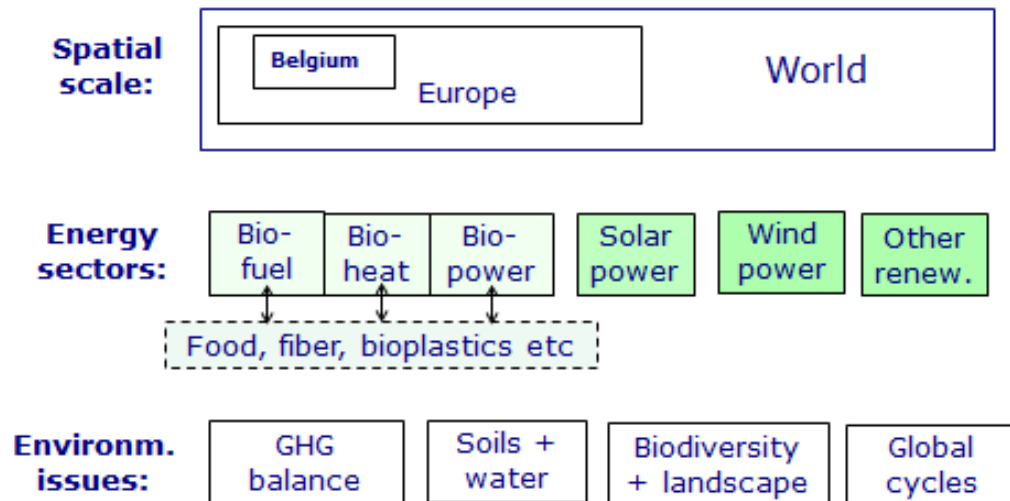 Spatial
scale:
Belgium
Europe
World
Energy
sectors:
Bio-
fuel
Bio-
heat
Bio-
power
Solar
power
Wind
power
Other
renew.
Food, fiber, bioplastics etc
Environm.
issues:
GHG
balance
Soils +
water
Biodiversity
+ landscape
Global
cycles